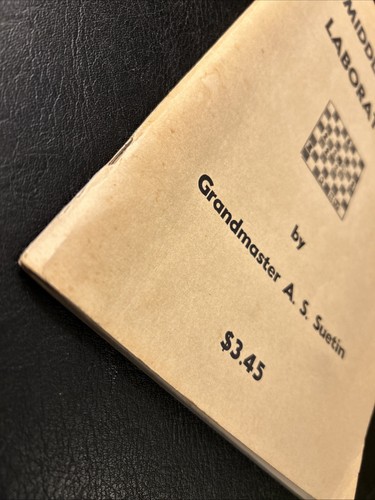 MIDDL
LABORAT
by
Grandmaster A. S. Suetin
$3.45